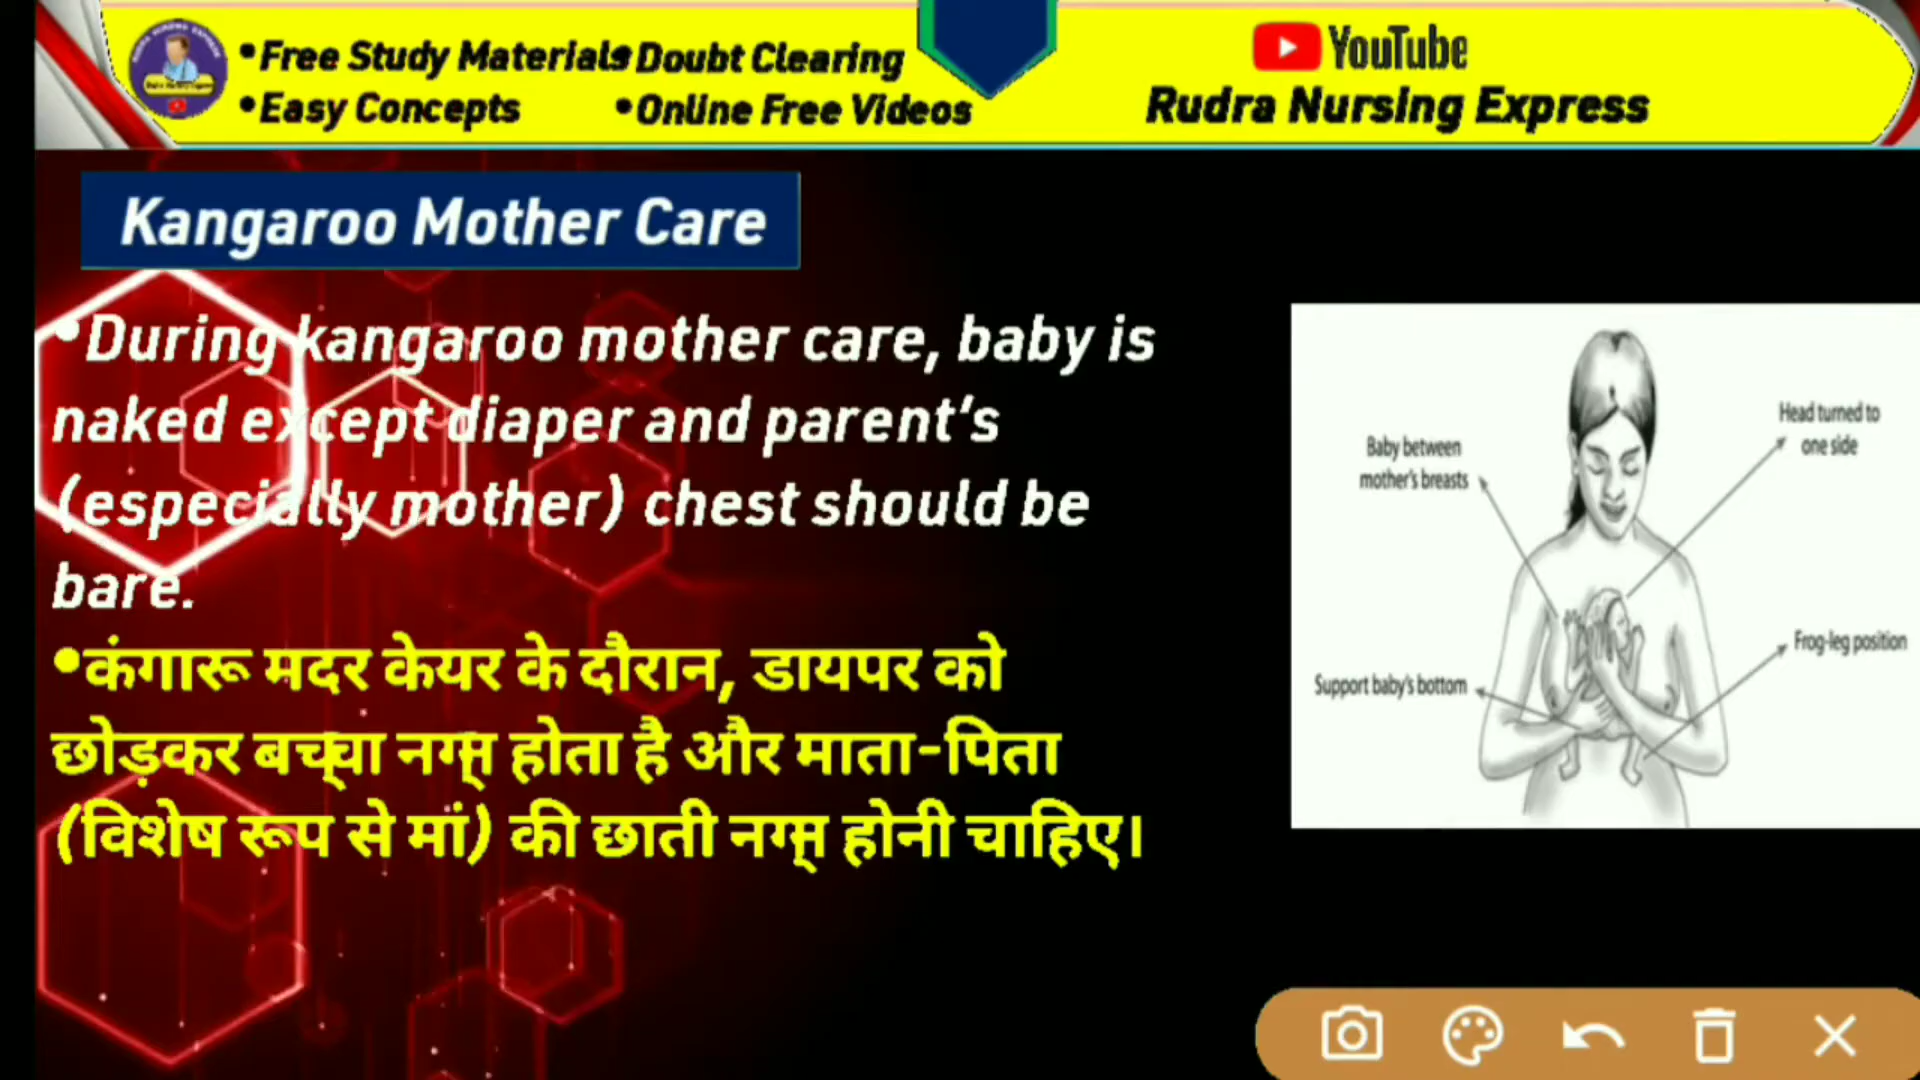 •Free Study Materials
•Doubt Clearing
•Easy Concepts
•Online Free Videos
YouTube
Rudra Nursing Express
Kangaroo Mother Care
•During kangaroo mother care, baby is
naked except diaper and parent's
(especially mother) chest should be
bare.
•कंगारू मदर केयर के दौरान, डायपर को
छोड़कर बच्चा नग्न होता है और माता-पिता
(विशेष रूप से मां) की छाती नग्न होनी चाहिए।
Baby between
mother's breasts
Head turned to
one side
Frog-leg position
Support baby's bottom